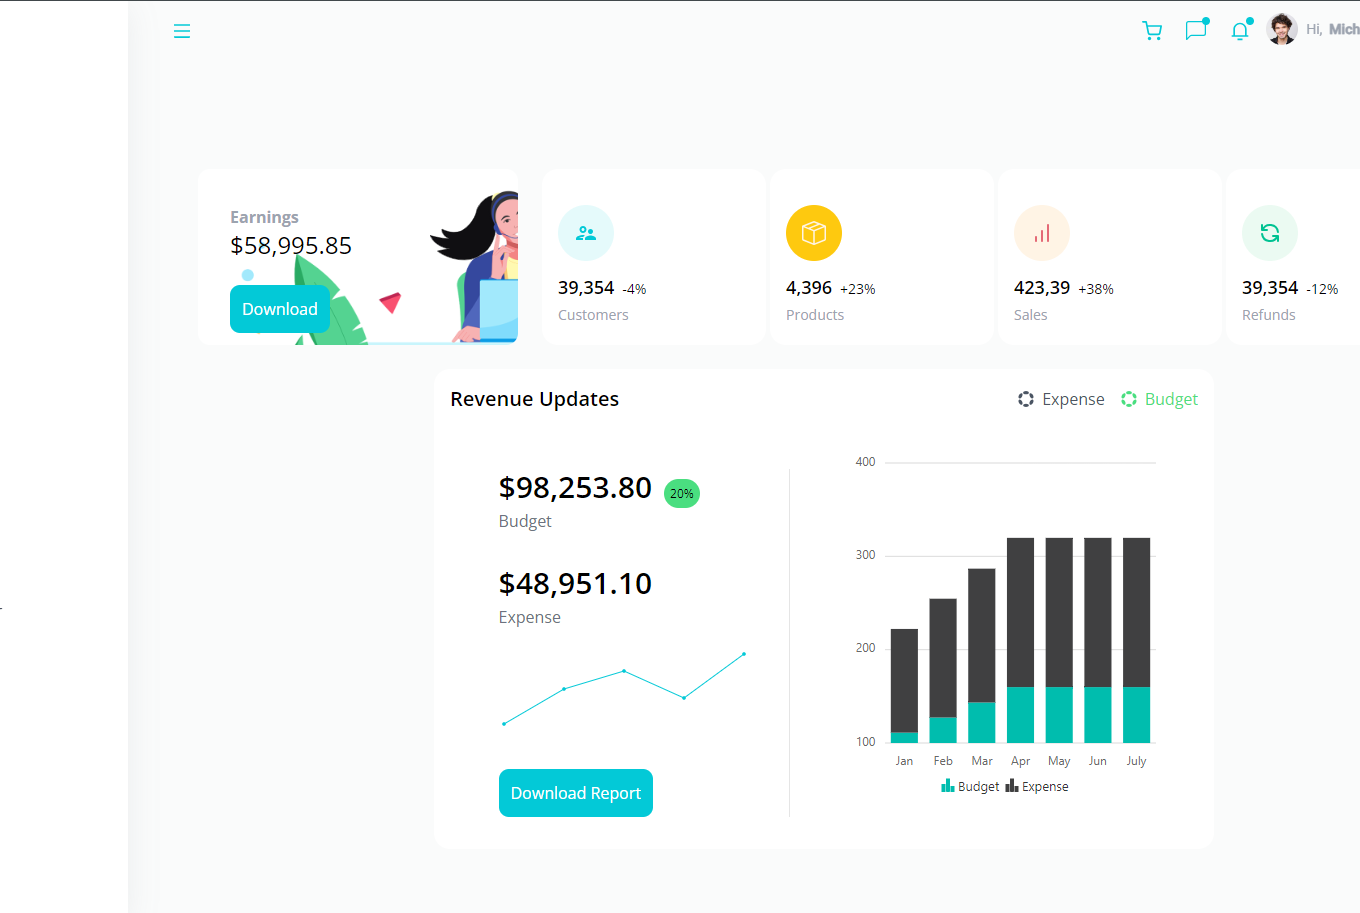 Hi, Mich
Earnings
$58,995.85
Download
39,354 -4%
Customers
4,396 +23%
Products
423,39 +38%
Sales
39,354 -12%
Refunds
Revenue Updates
Expense
Budget
$98,253.80 20%
Budget
$48,951.10
Expense
Download Report
400
300
200
100
Jan Feb Mar Apr May Jun July
Budget Expense